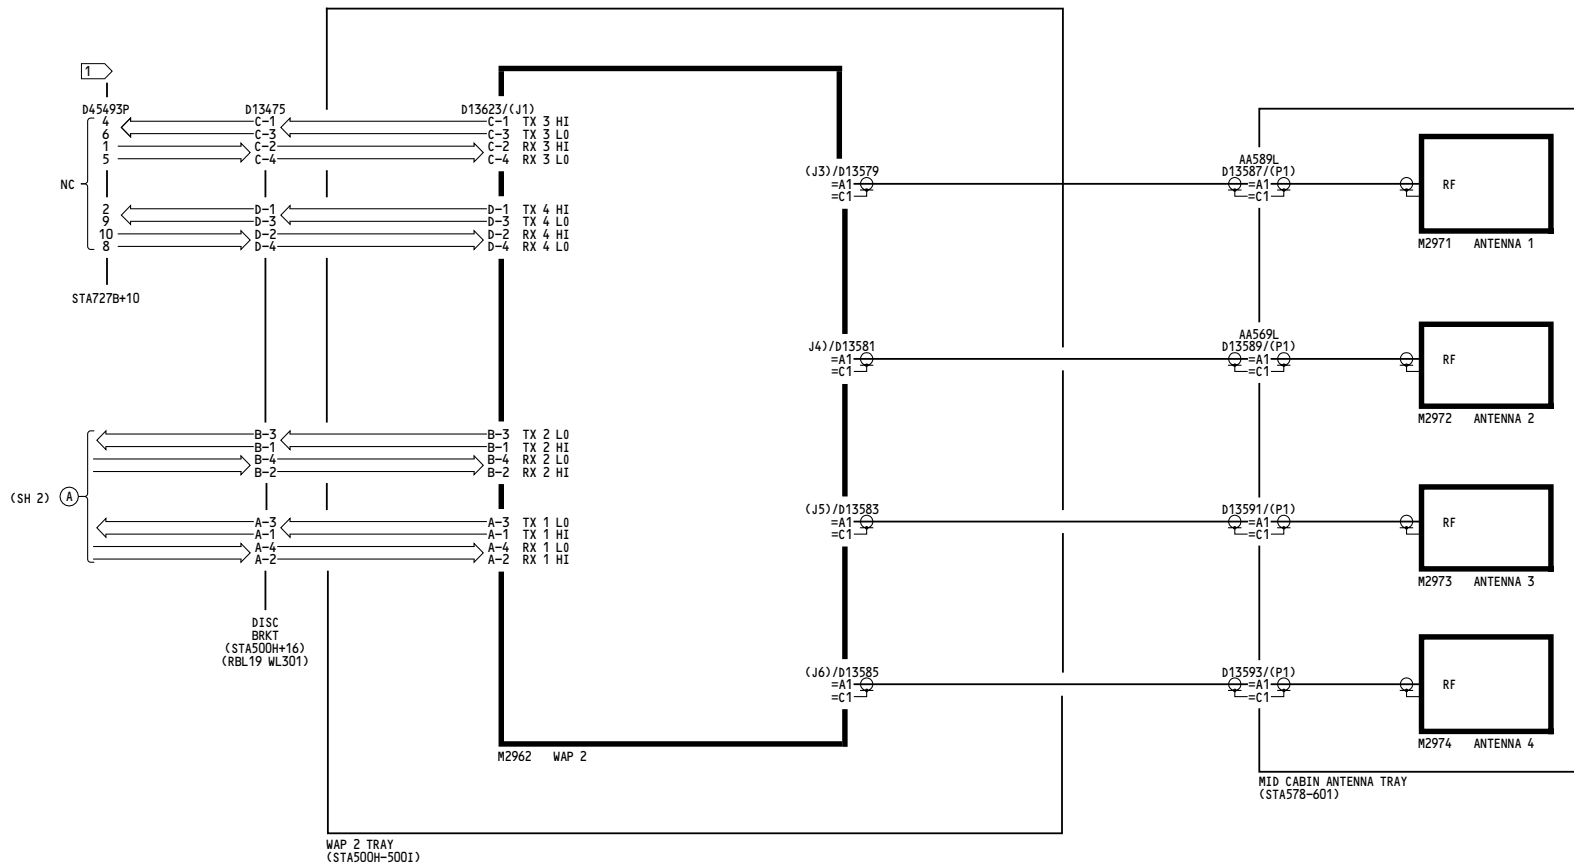 1
D45493P D13475 D13623/(J1)
4 C-1 C-1 TX 3 HI
6 C-3 C-3 TX 3 LO
1 C-2 C-2 RX 3 HI
5 C-4 C-4 RX 3 LO
NC
2 D-1 D-1 TX 4 HI
9 D-3 D-3 TX 4 LO
10 D-2 D-2 RX 4 HI
8 D-4 D-4 RX 4 LO
STA727B+10
B-3 B-3 TX 2 LO
B-1 B-1 TX 2 HI
B-4 B-4 RX 2 LO
B-2 B-2 RX 2 HI
(SH 2) A
A-3 A-3 TX 1 LO
A-1 A-1 TX 1 HI
A-4 A-4 RX 1 LO
A-2 A-2 RX 1 HI
DISC
BRKT
(STA500H+16)
(RBL19 WL301)
(J3)/D13579
=A1
=C1
AA589L
D13587/(P1)
=A1
=C1
RF
M2971 ANTENNA 1
J4)/D13581
=A1
=C1
AA569L
D13589/(P1)
=A1
=C1
RF
M2972 ANTENNA 2
(J5)/D13583
=A1
=C1
D13591/(P1)
=A1
=C1
RF
M2973 ANTENNA 3
(J6)/D13585
=A1
=C1
D13593/(P1)
=A1
=C1
RF
M2974 ANTENNA 4
M2962 WAP 2
MID CABIN ANTENNA TRAY
(STA578-601)
WAP 2 TRAY
(STA500H-500I)